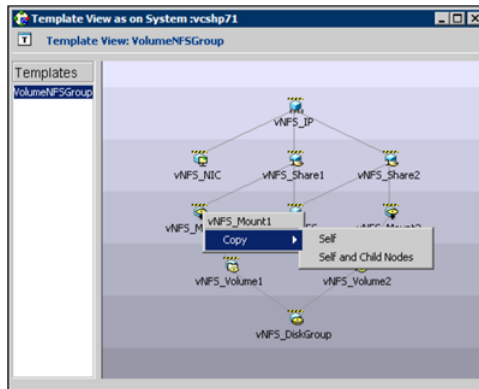 Template View as on System :vcshp71
Template View: VolumeNFSGroup
Templates
VolumeNFSGroup
vNFS_IP
vNFS_NIC
vNFS_Share1
vNFS_Share2
vNFS_Mount1
Copy
Self
Self and Child Nodes
vNFS_Volume1
vNFS_Volume2
vNFS_DiskGroup